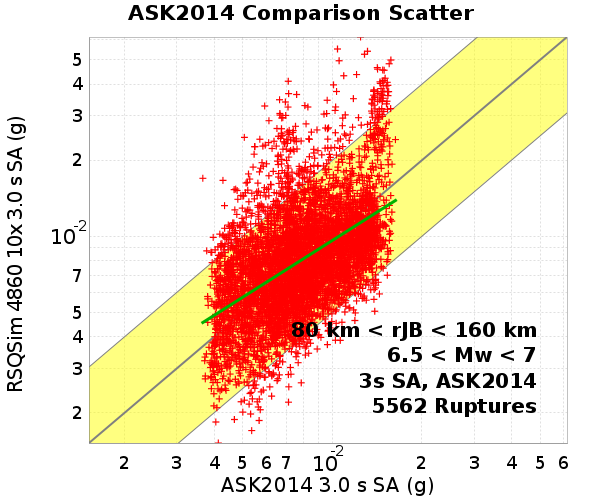 ASK2014 Comparison Scatter
RSQSim 4860 10x 3.0 s SA (g)
5
4
3
2
10-2
7
5
4
3
2
80 km < rJB < 160 km
6.5 < Mw < 7
3s SA, ASK2014
5562 Ruptures
2 3 4 5 6 7 10-2 2 3 4 5 6
ASK2014 3.0 s SA (g)